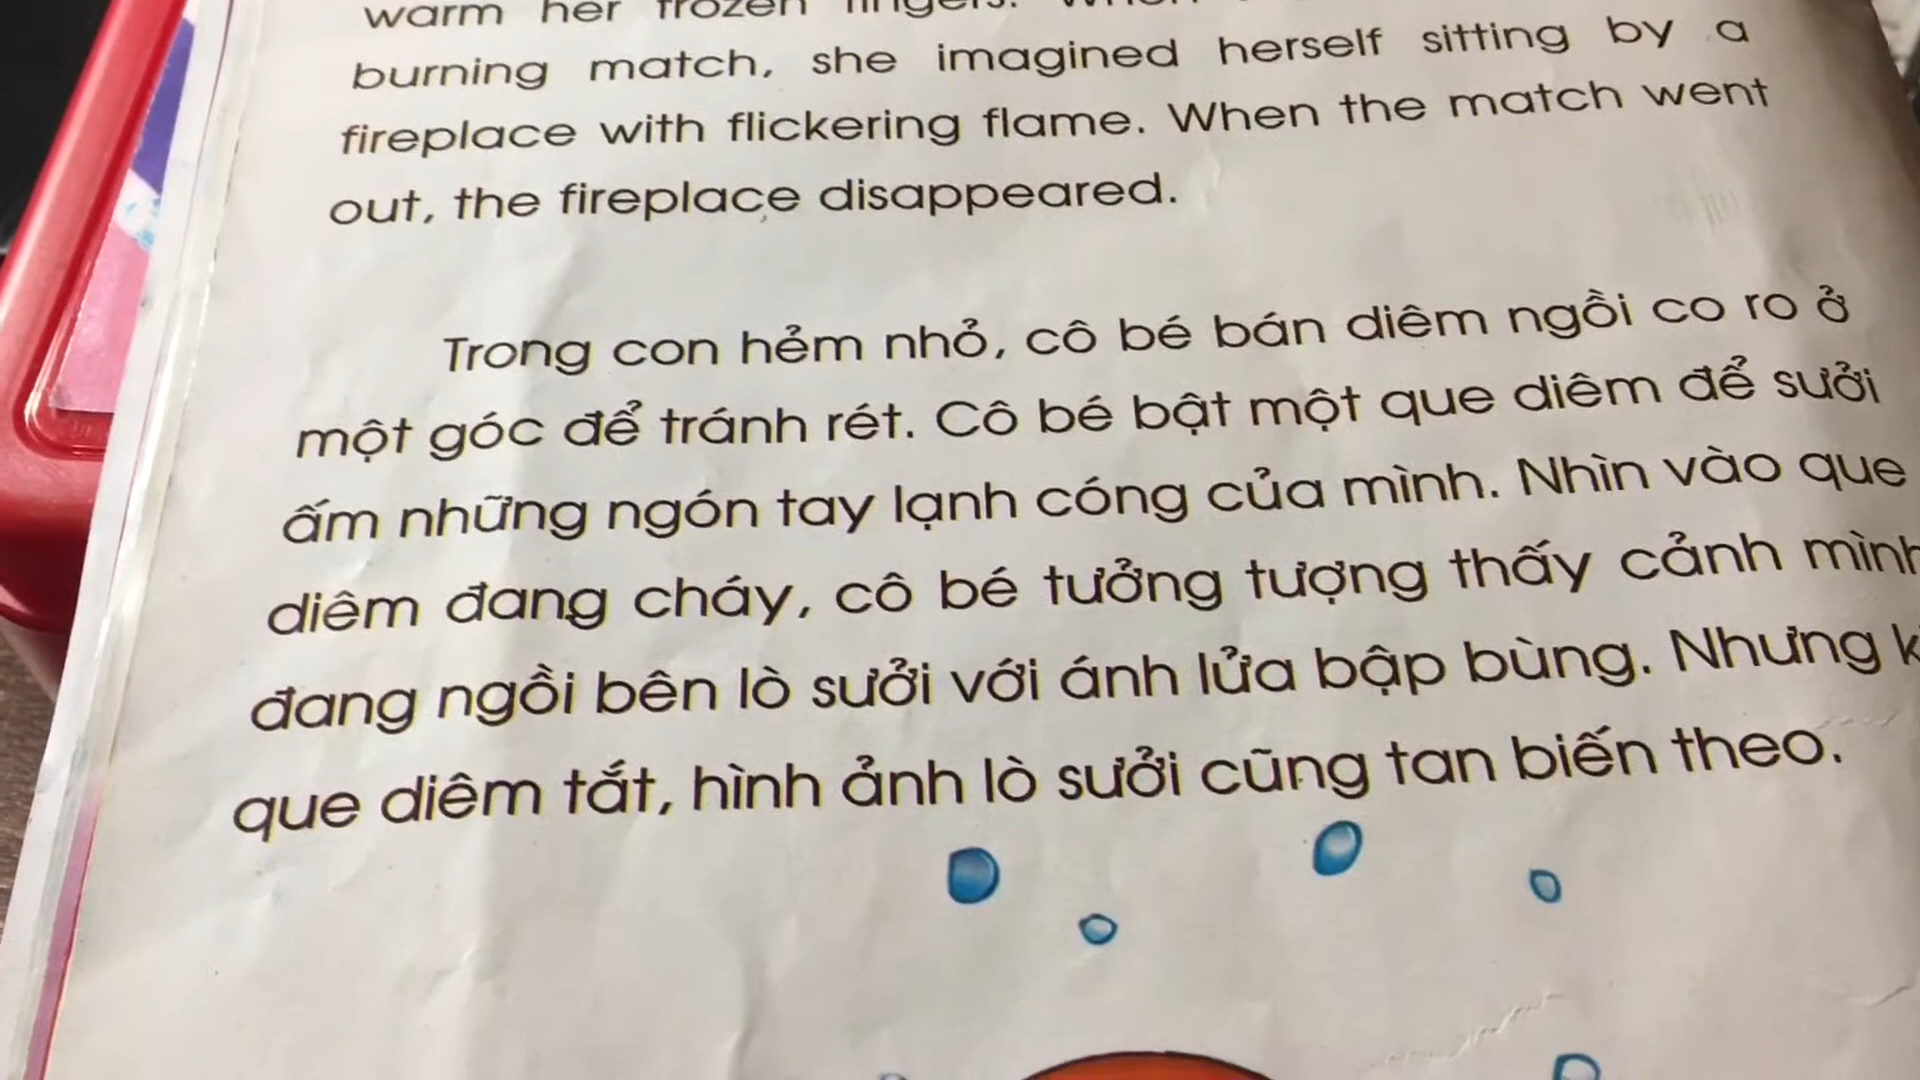 warm her frozen fingers.
burning match, she imagined herself sitting by a
fireplace with flickering flame. When the match went
out, the fireplace disappeared.
Trong con hẻm nhỏ, cô bé bán diêm ngồi co ro ở
một góc để tránh rét. Cô bé bật một que diêm để sưởi
ấm những ngón tay lạnh cóng của mình. Nhìn vào que
diêm đang cháy, cô bé tưởng tượng thấy cảnh mình
đang ngồi bên lò sưởi với ánh lửa bập bùng. Nhưng
que diêm tắt, hình ảnh lò sưởi cũng tan biến theo.